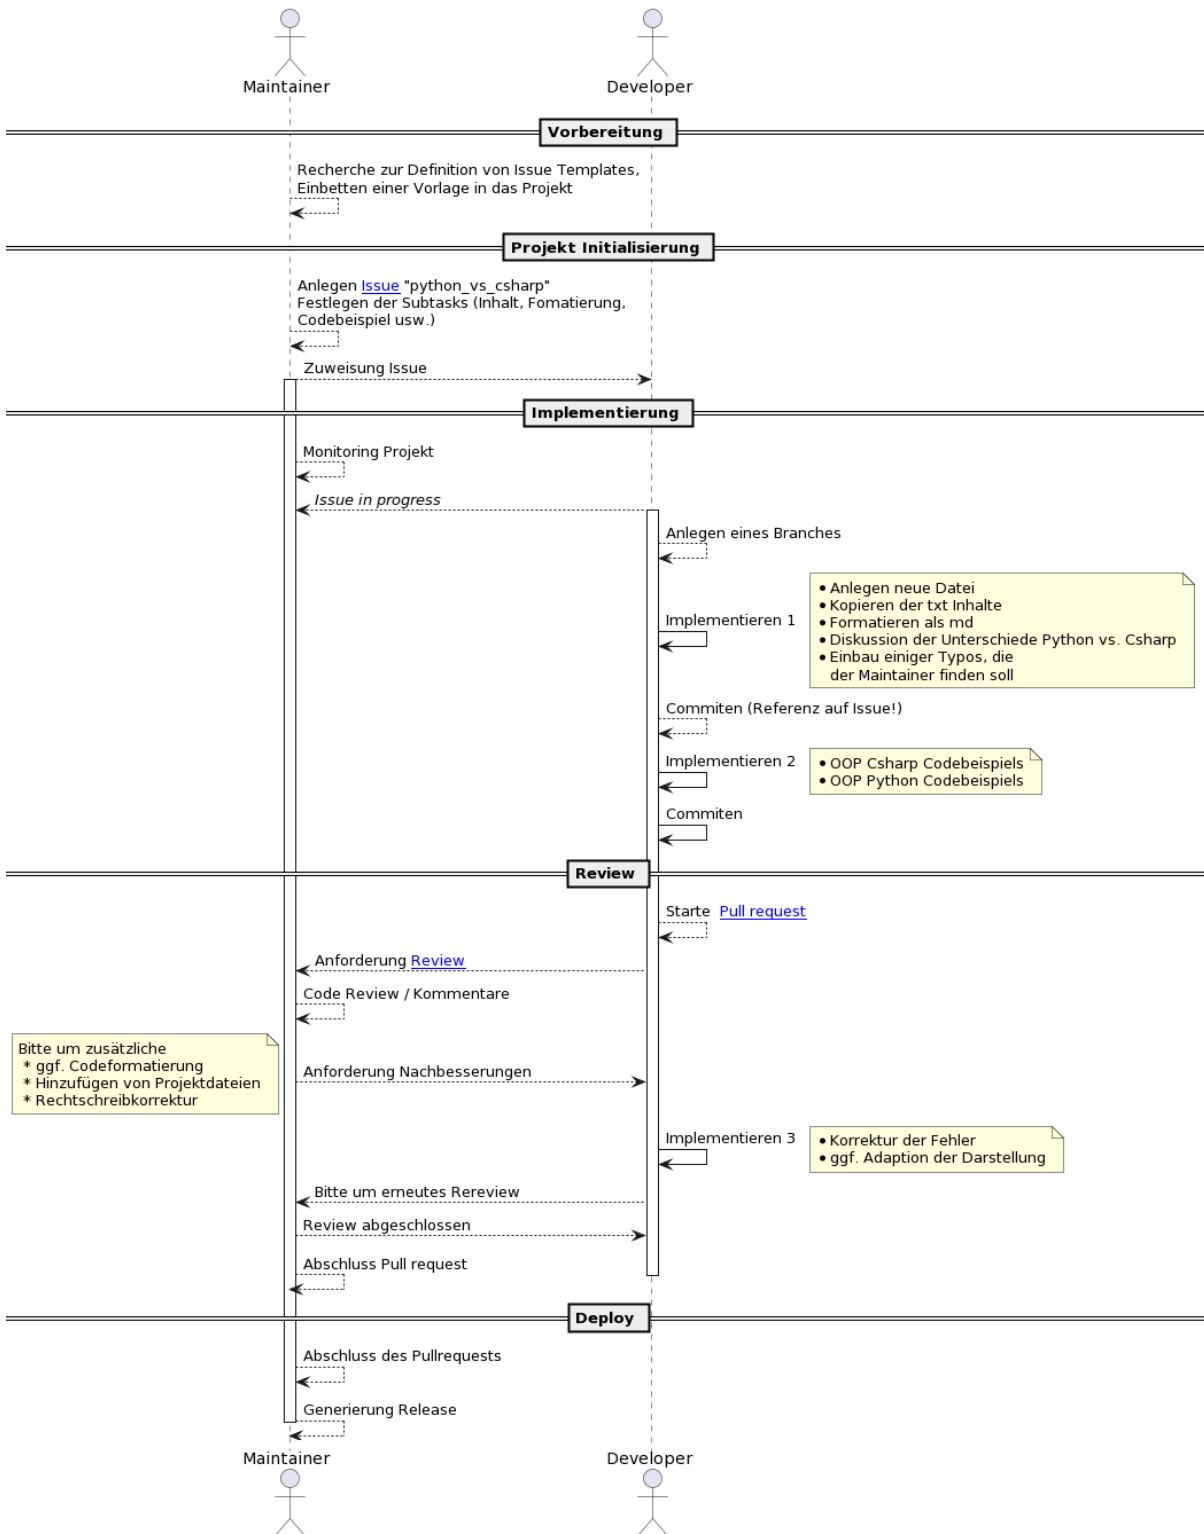 Maintainer
Developer
Vorbereitung
Recherche zur Definition von Issue Templates,
Einbetten einer Vorlage in das Projekt
Projekt Initialisierung
Anlegen Issue "python_vs_csharp"
Festlegen der Subtasks (Inhalt, Fomatierung,
Codebeispiel usw.)
Zuweisung Issue
Implementierung
Monitoring Projekt
Issue in progress
Anlegen eines Branches
Implementieren 1
• Anlegen neue Datei
• Kopieren der txt Inhalte
• Formatieren als md
• Diskussion der Unterschiede Python vs. Csharp
• Einbau einiger Typos, die
der Maintainer finden soll
Commiten (Referenz auf Issue!)
Implementieren 2
• OOP Csharp Codebeispiels
• OOP Python Codebeispiels
Commiten
Review
Starte Pull request
Anforderung Review
Code Review / Kommentare
Bitte um zusätzliche
* ggf. Codeformatierung
* Hinzufügen von Projektdateien
* Rechtschreibkorrektur
Anforderung Nachbesserungen
Implementieren 3
• Korrektur der Fehler
• ggf. Adaption der Darstellung
Bitte um erneutes Rereview
Review abgeschlossen
Abschluss Pull request
Deploy
Abschluss des Pullrequests
Generierung Release
Maintainer
Developer